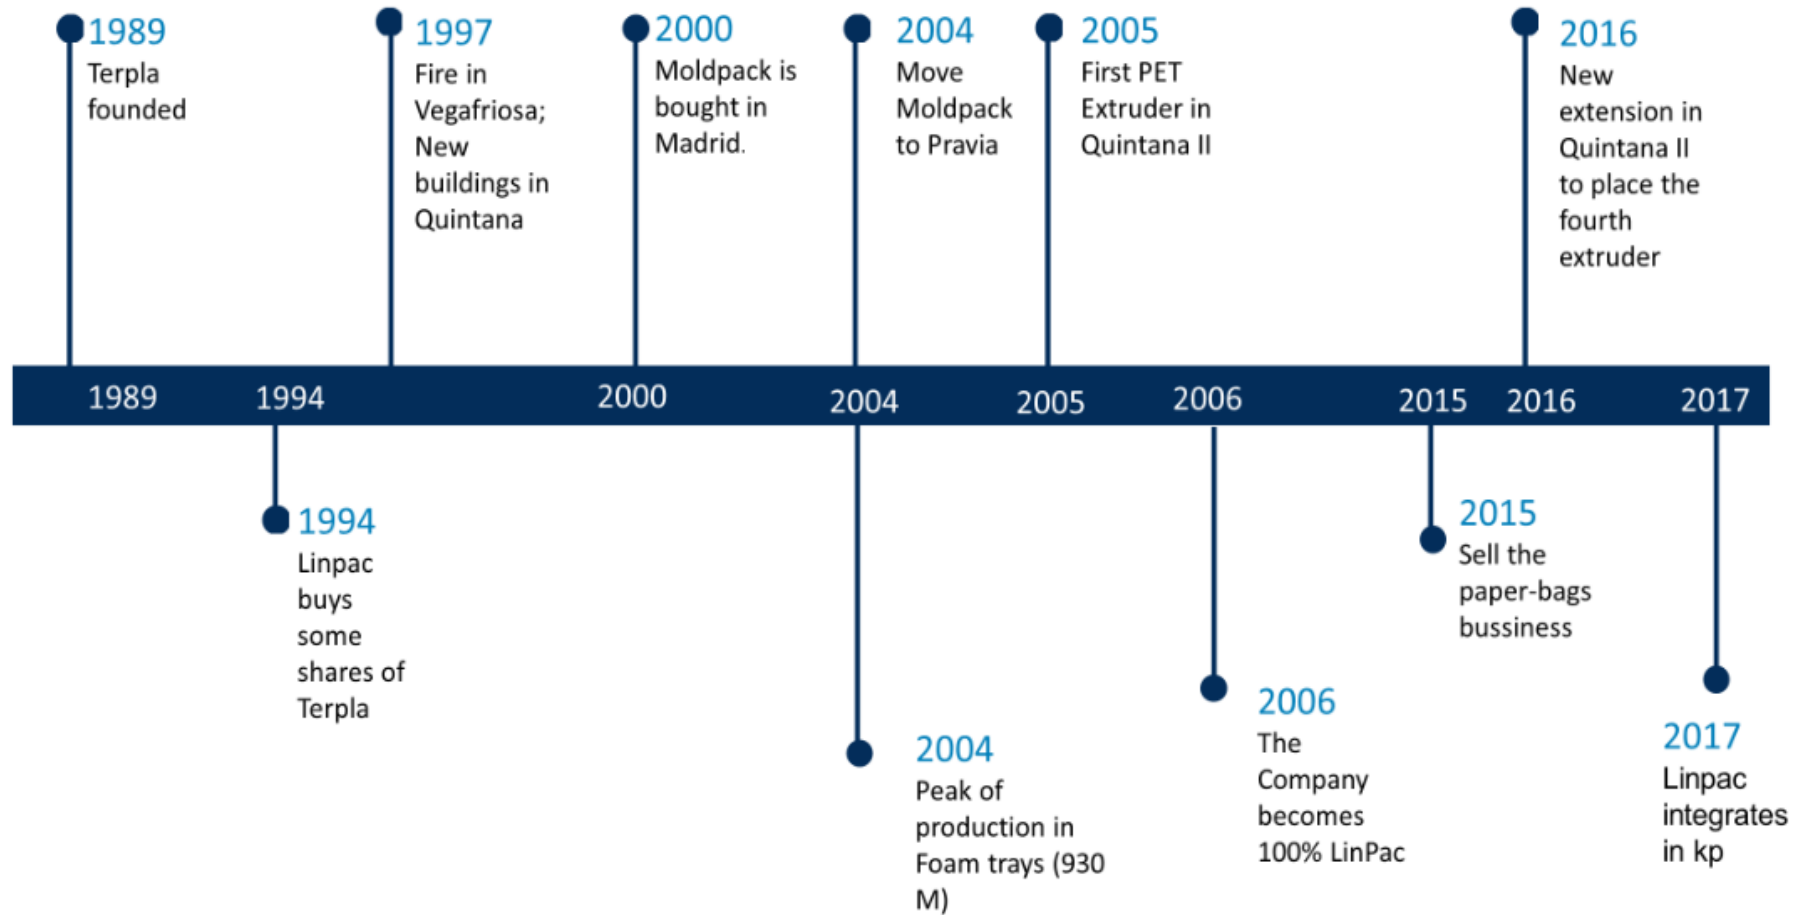 1989
Terpla
founded
1997
Fire in
Vegafriosa;
New
buildings in
Quintana
2000
Moldpack is
bought in
Madrid.
2004
Move
Moldpack
to Pravia
2005
First PET
Extruder in
Quintana II
2016
New
extension in
Quintana II
to place the
fourth
extruder
1989 1994 2000 2004 2005 2006 2015 2016 2017
1994
Linpac
buys
some
shares of
Terpla
2004
Peak of
production in
Foam trays (930
M)
2006
The
Company
becomes
100% LinPac
2015
Sell the
paper-bags
bussiness
2017
Linpac
integrates
in kp